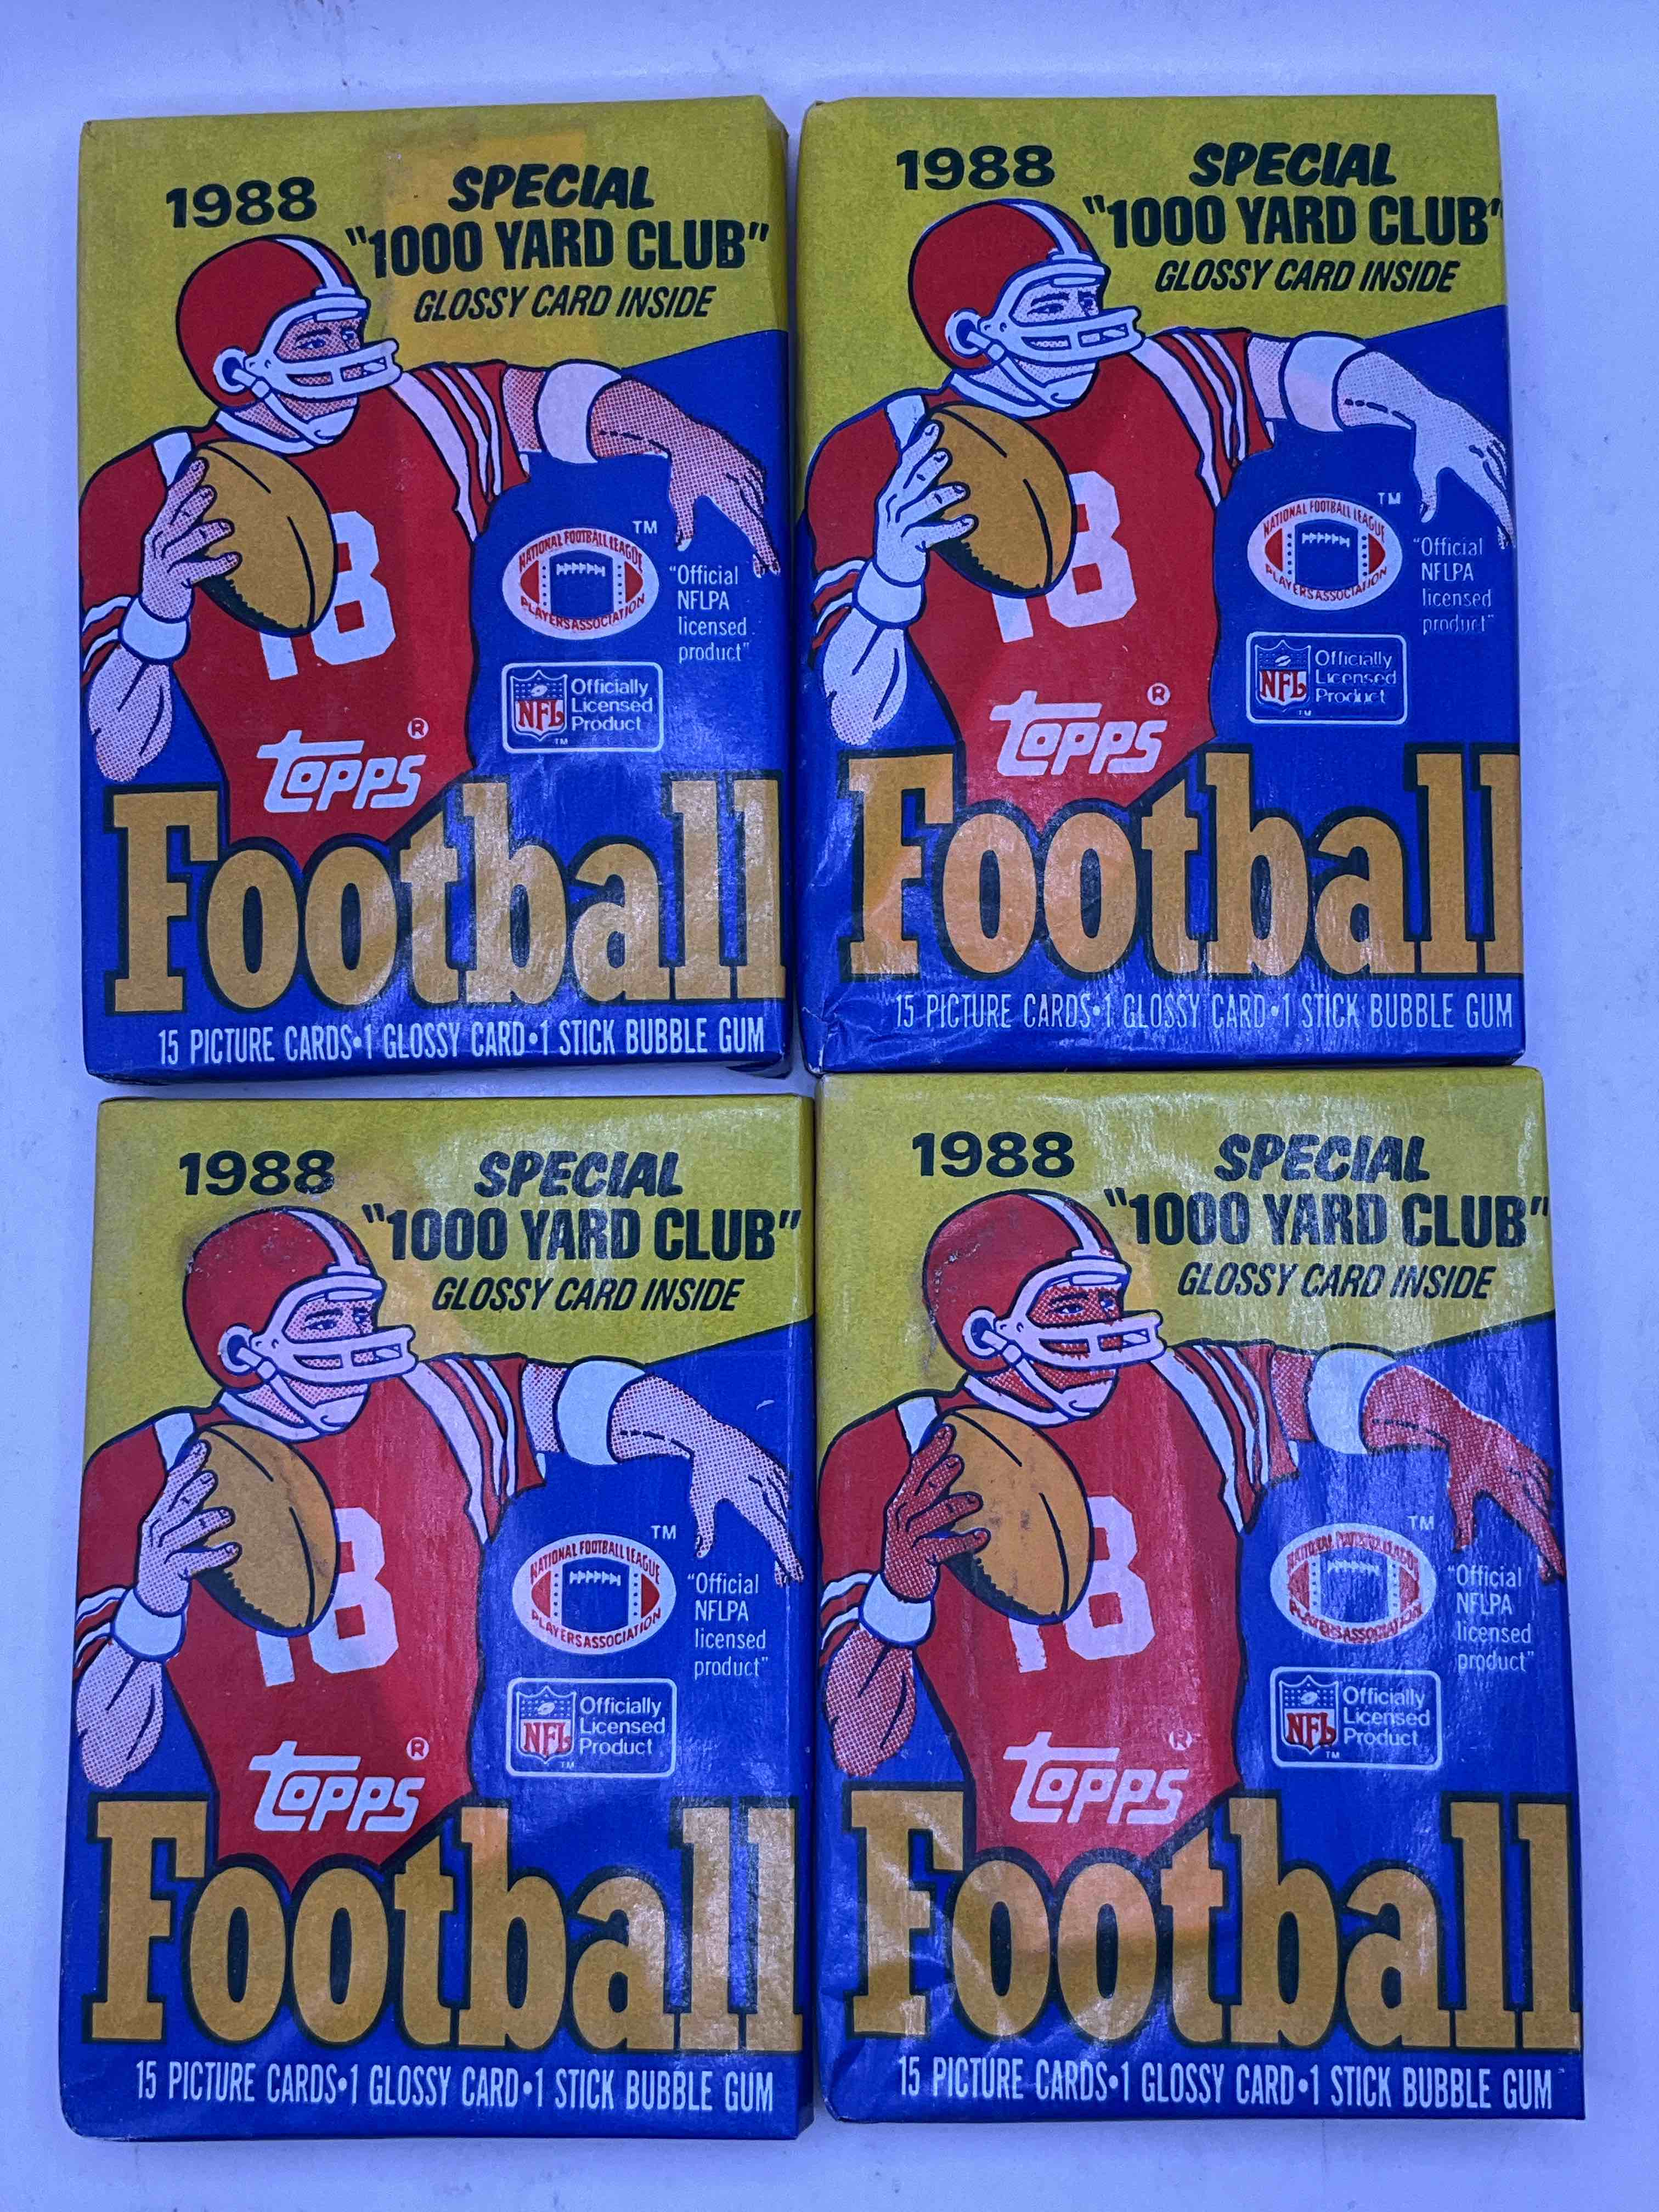 1988
SPECIAL
"1000 YARD CLUB"
GLOSSY CARD INSIDE
18
TM
NATIONAL FOOTBALL LEAGUE
PLAYERS ASSOCIATION
"Official
NFLPA
licensed
product"
NFL
Officially
Licensed
Product
TM
TOPPS®
Football
15 PICTURE CARDS•1 GLOSSY CARD•1 STICK BUBBLE GUM
1988
SPECIAL
"1000 YARD CLUB"
GLOSSY CARD INSIDE
18
TM
NATIONAL FOOTBALL LEAGUE
PLAYERS ASSOCIATION
"Official
NFLPA
licensed
product"
NFL
Officially
Licensed
Product
TM
TOPPS®
Football
15 PICTURE CARDS•1 GLOSSY CARD•1 STICK BUBBLE GUM
1988
SPECIAL
"1000 YARD CLUB"
GLOSSY CARD INSIDE
18
TM
NATIONAL FOOTBALL LEAGUE
PLAYERS ASSOCIATION
"Official
NFLPA
licensed
product"
NFL
Officially
Licensed
Product
TM
TOPPS®
Football
15 PICTURE CARDS•1 GLOSSY CARD•1 STICK BUBBLE GUM
1988
SPECIAL
"1000 YARD CLUB"
GLOSSY CARD INSIDE
18
TM
NATIONAL FOOTBALL LEAGUE
PLAYERS ASSOCIATION
"Official
NFLPA
licensed
product"
NFL
Officially
Licensed
Product
TM
TOPPS®
Football
15 PICTURE CARDS•1 GLOSSY CARD•1 STICK BUBBLE GUM